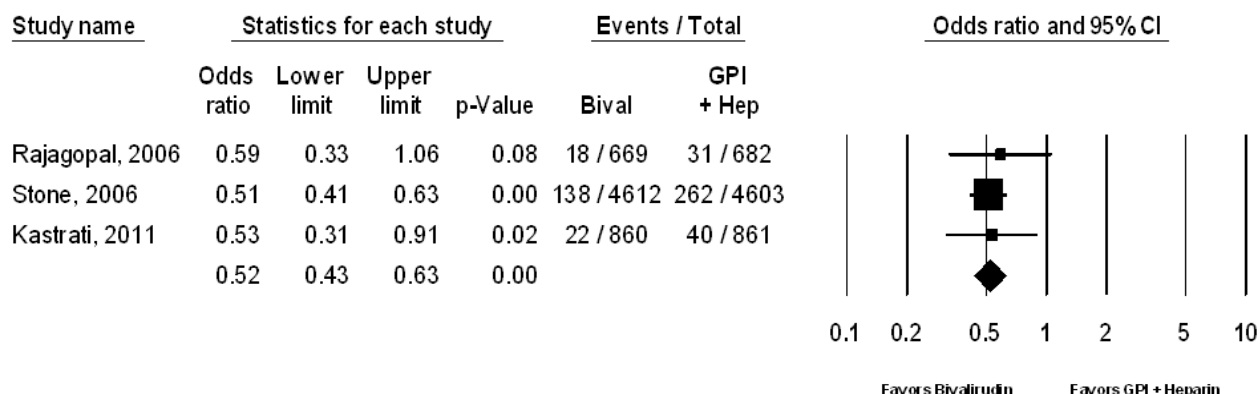 Study name Statistics for each study Events / Total Odds ratio and 95% CI
Odds Lower Upper GPI
ratio limit limit p-Value Bival + Hep
Rajagopal, 2006 0.59 0.33 1.06 0.08 18 / 669 31 / 682
Stone, 2006 0.51 0.41 0.63 0.00 138 / 4612 262 / 4603
Kastrati, 2011 0.53 0.31 0.91 0.02 22 / 860 40 / 861
0.52 0.43 0.63 0.00
0.1 0.2 0.5 1 2 5 10
Favors Bivalirudin Favors GPI + Heparin